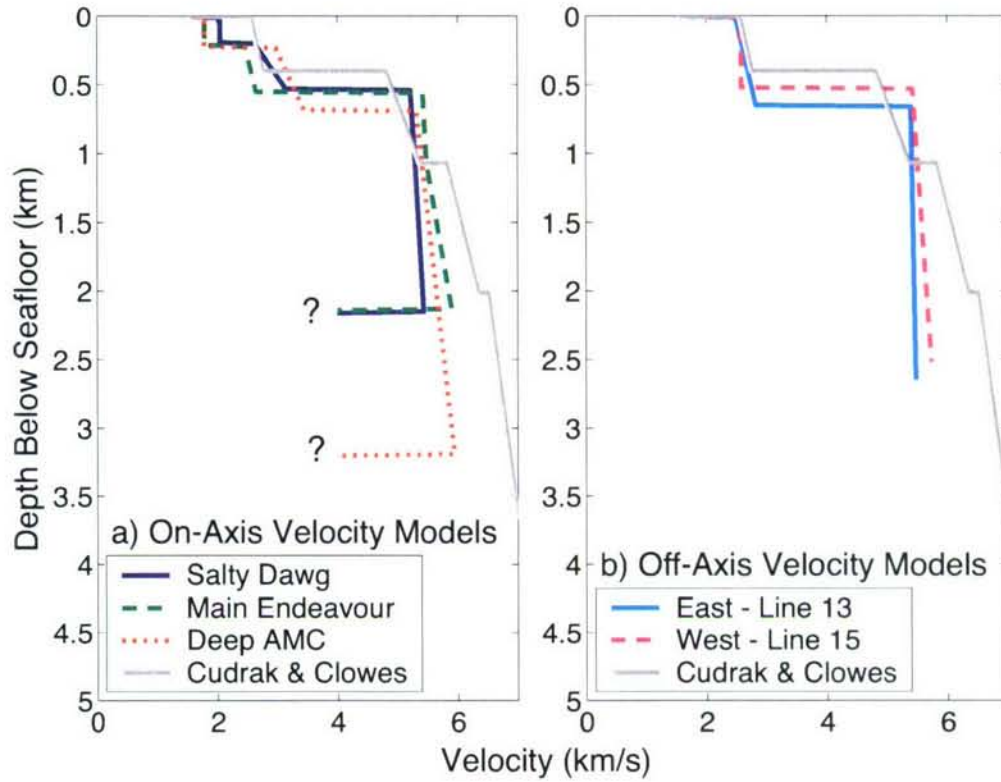 0
0.5
1
1.5
2
2.5
3
3.5
4
4.5
5
Depth Below Seafloor (km)
?
?
a) On-Axis Velocity Models
Salty Dawg
Main Endeavour
Deep AMC
Cudrak & Clowes
0 2 4 6
0
0.5
1
1.5
2
2.5
3
3.5
4
4.5
5
b) Off-Axis Velocity Models
East - Line 13
West - Line 15
Cudrak & Clowes
0 2 4 6
Velocity (km/s)